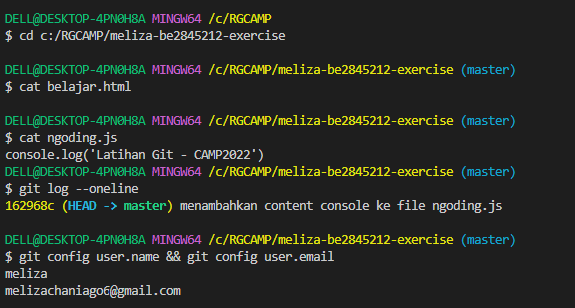 DELL@DESKTOP-4PN0H8A MINGW64 /c/RGCAMP
$ cd c:/RGCAMP/meliza-be2845212-exercise
DELL@DESKTOP-4PN0H8A MINGW64 /c/RGCAMP/meliza-be2845212-exercise (master)
$ cat belajar.html
DELL@DESKTOP-4PN0H8A MINGW64 /c/RGCAMP/meliza-be2845212-exercise (master)
$ cat ngoding.js
console.log('Latihan Git - CAMP2022')
DELL@DESKTOP-4PN0H8A MINGW64 /c/RGCAMP/meliza-be2845212-exercise (master)
$ git log --oneline
162968c (HEAD -> master) menambahkan content console ke file ngoding.js
DELL@DESKTOP-4PN0H8A MINGW64 /c/RGCAMP/meliza-be2845212-exercise (master)
$ git config user.name && git config user.email
meliza
melizachaniago6@gmail.com